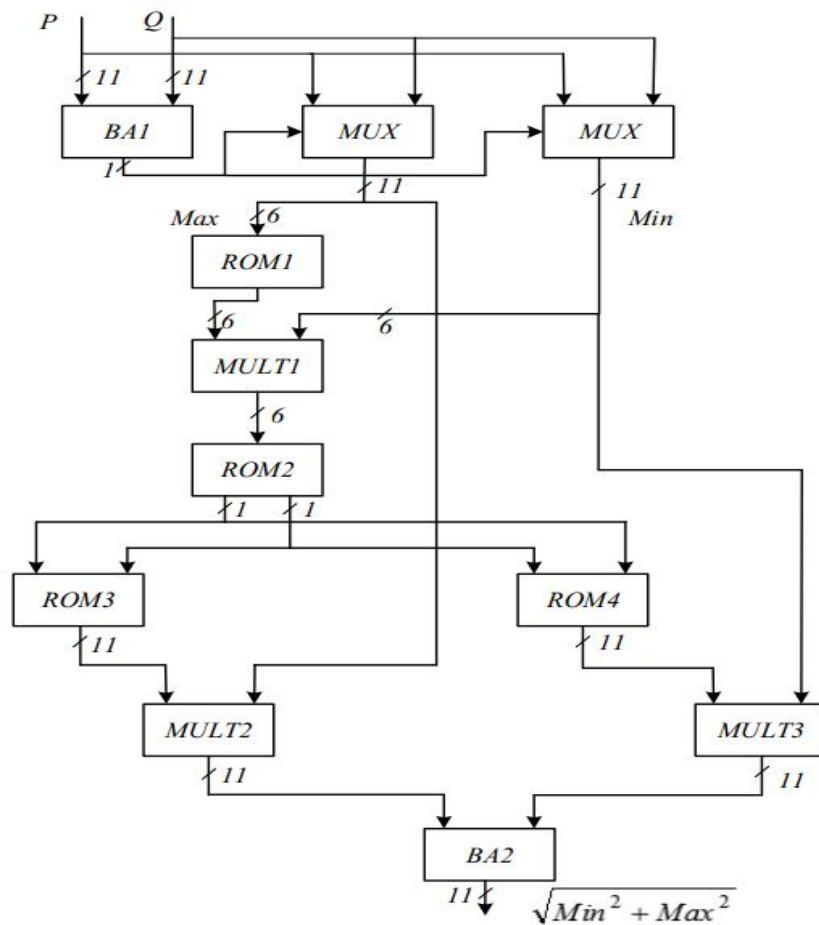 P Q
11 11
BA1 MUX MUX
1 11 11
Max 6 Min
ROM1
6 6
MULT1
6
ROM2
1 1
ROM3 ROM4
11 11
MULT2 MULT3
11 11
BA2
11 √Min² + Max²